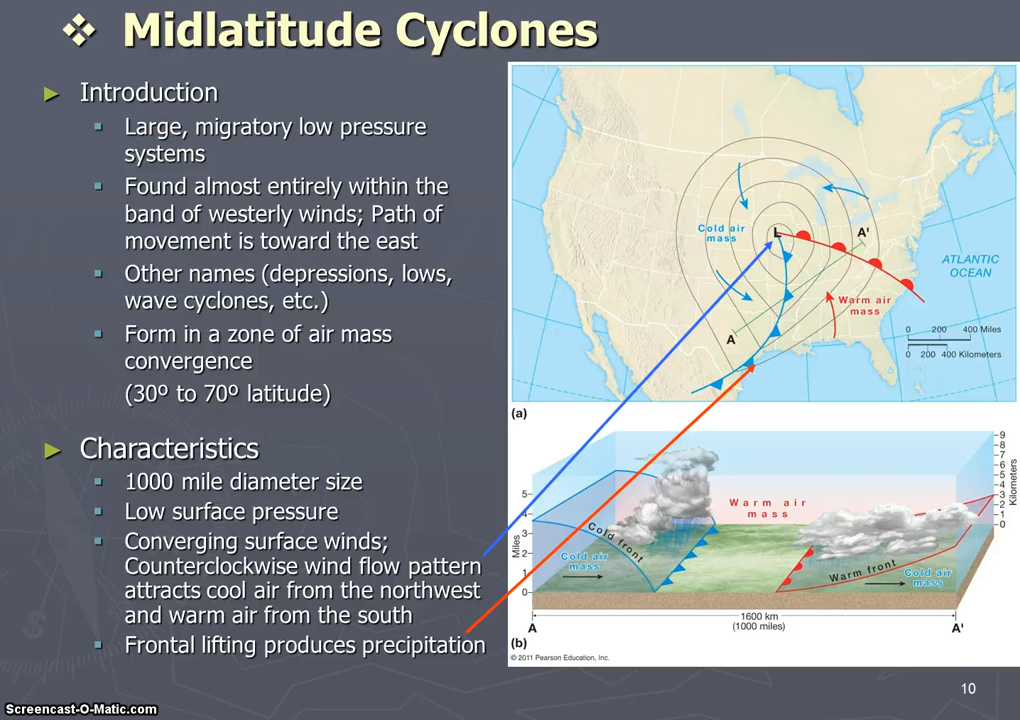 ❖ Midlatitude Cyclones
► Introduction
▪ Large, migratory low pressure
systems
▪ Found almost entirely within the
band of westerly winds; Path of
movement is toward the east
▪ Other names (depressions, lows,
wave cyclones, etc.)
▪ Form in a zone of air mass
convergence
(30º to 70º latitude)
► Characteristics
▪ 1000 mile diameter size
▪ Low surface pressure
▪ Converging surface winds;
Counterclockwise wind flow pattern
attracts cool air from the northwest
and warm air from the south
▪ Frontal lifting produces precipitation
Cold air
mass
L
A'
ATLANTIC
OCEAN
Warm air
mass
A
0 200 400 Miles
0 200 400 Kilometers
(a)
5
4
3
2
1
0
Miles
Cold front
Cold air
mass
Warm air
mass
Warm front
Cold air
mass
9
8
7
6
5
4
3
2
1
0
Kilometers
1600 km
(1000 miles)
A
A'
(b)
© 2011 Pearson Education, Inc.
10
Screencast-O-Matic.com